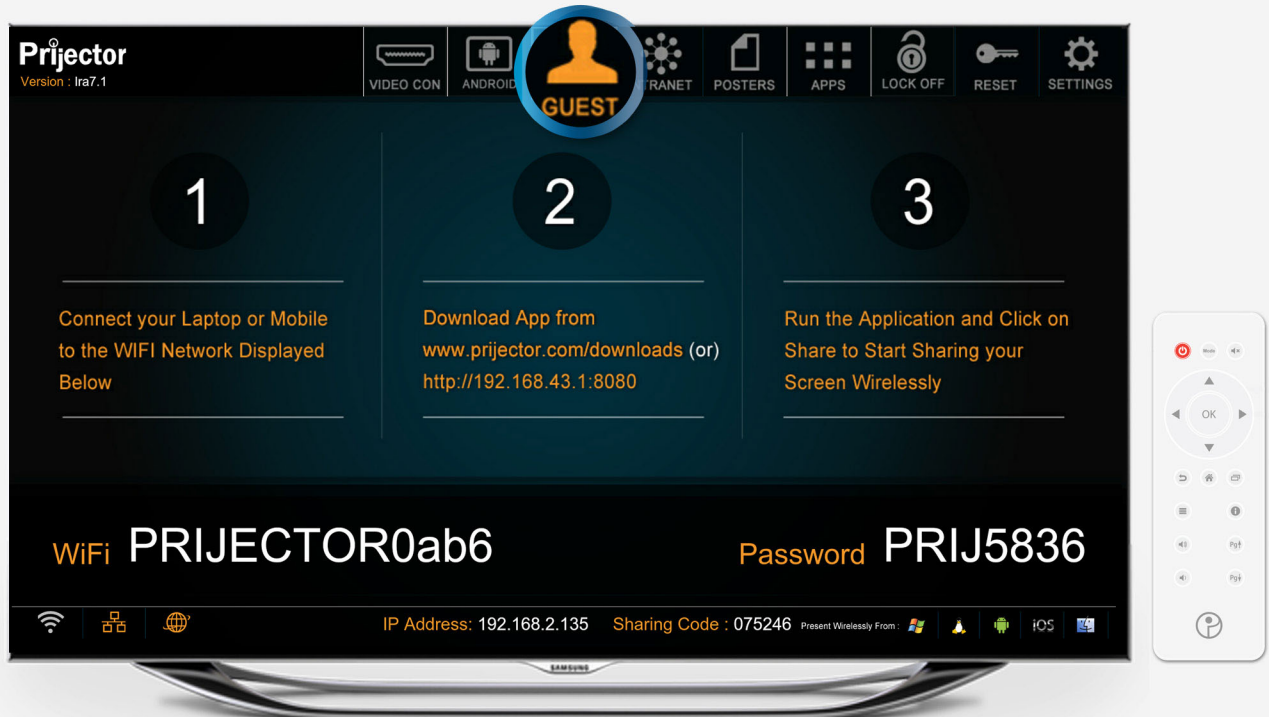 Prijector
Version : Ira7.1
VIDEO CON
ANDROID
GUEST
TRANET
POSTERS
APPS
LOCK OFF
RESET
SETTINGS
1
2
3
Connect your Laptop or Mobile
to the WIFI Network Displayed
Below
Download App from
www.prijector.com/downloads (or)
http://192.168.43.1:8080
Run the Application and Click on
Share to Start Sharing your
Screen Wirelessly
WiFi PRIJECTOR0ab6
Password PRIJ5836
IP Address: 192.168.2.135
Sharing Code : 075246
Present Wirelessly From :
iOS
SAMSUNG
Mode
OK
Pg
Pg